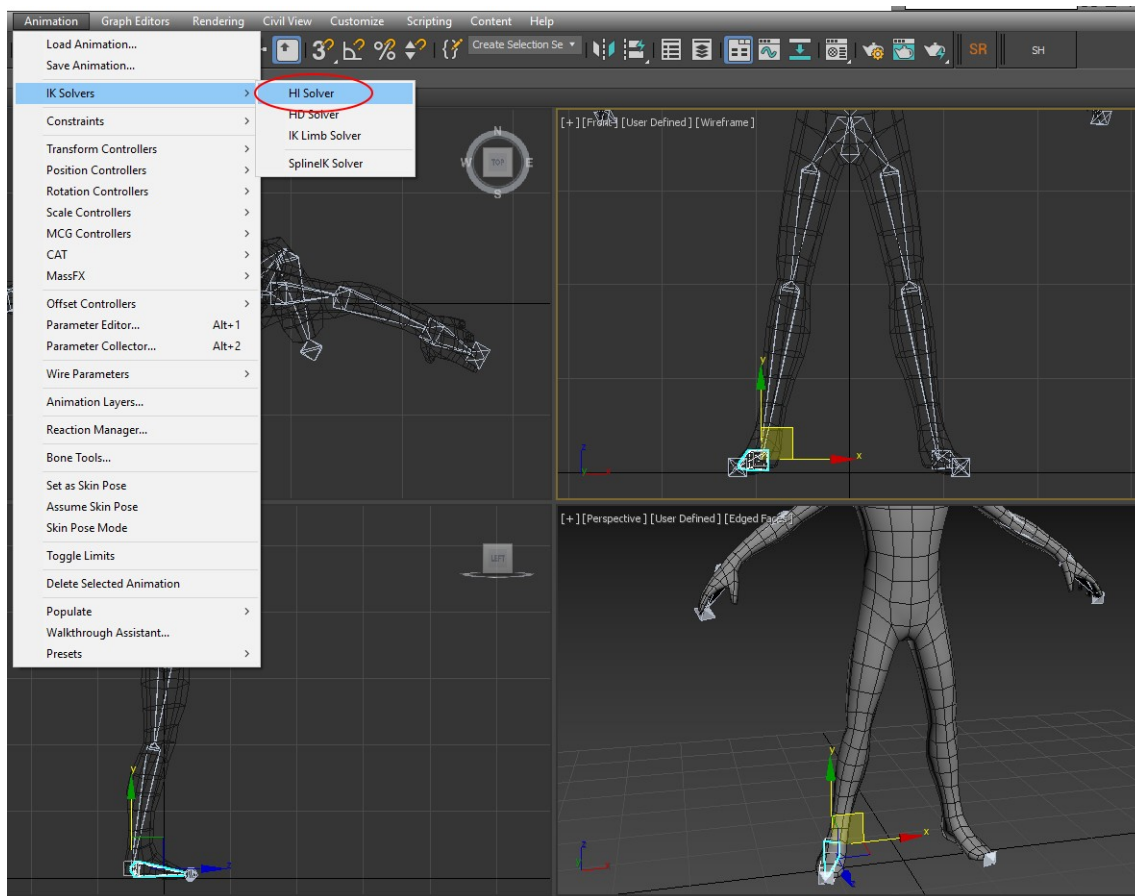 Animation Graph Editors Rendering Civil View Customize Scripting Content Help
Create Selection Se
SR SH
Load Animation...
Save Animation...
IK Solvers
Constraints
Transform Controllers
Position Controllers
Rotation Controllers
Scale Controllers
MCG Controllers
CAT
MassFX
Offset Controllers
Parameter Editor... Alt+1
Parameter Collector... Alt+2
Wire Parameters
Animation Layers...
Reaction Manager...
Bone Tools...
Set as Skin Pose
Assume Skin Pose
Skin Pose Mode
Toggle Limits
Delete Selected Animation
Populate
Walkthrough Assistant...
Presets
HI Solver
HD Solver
IK Limb Solver
SplineIK Solver
N
W TOP E
S
[+] [Front] [User Defined] [Wireframe]
y
x
z
y x
LEFT
y
z
[+] [Perspective] [User Defined] [Edged Faces]
y
x
z
x